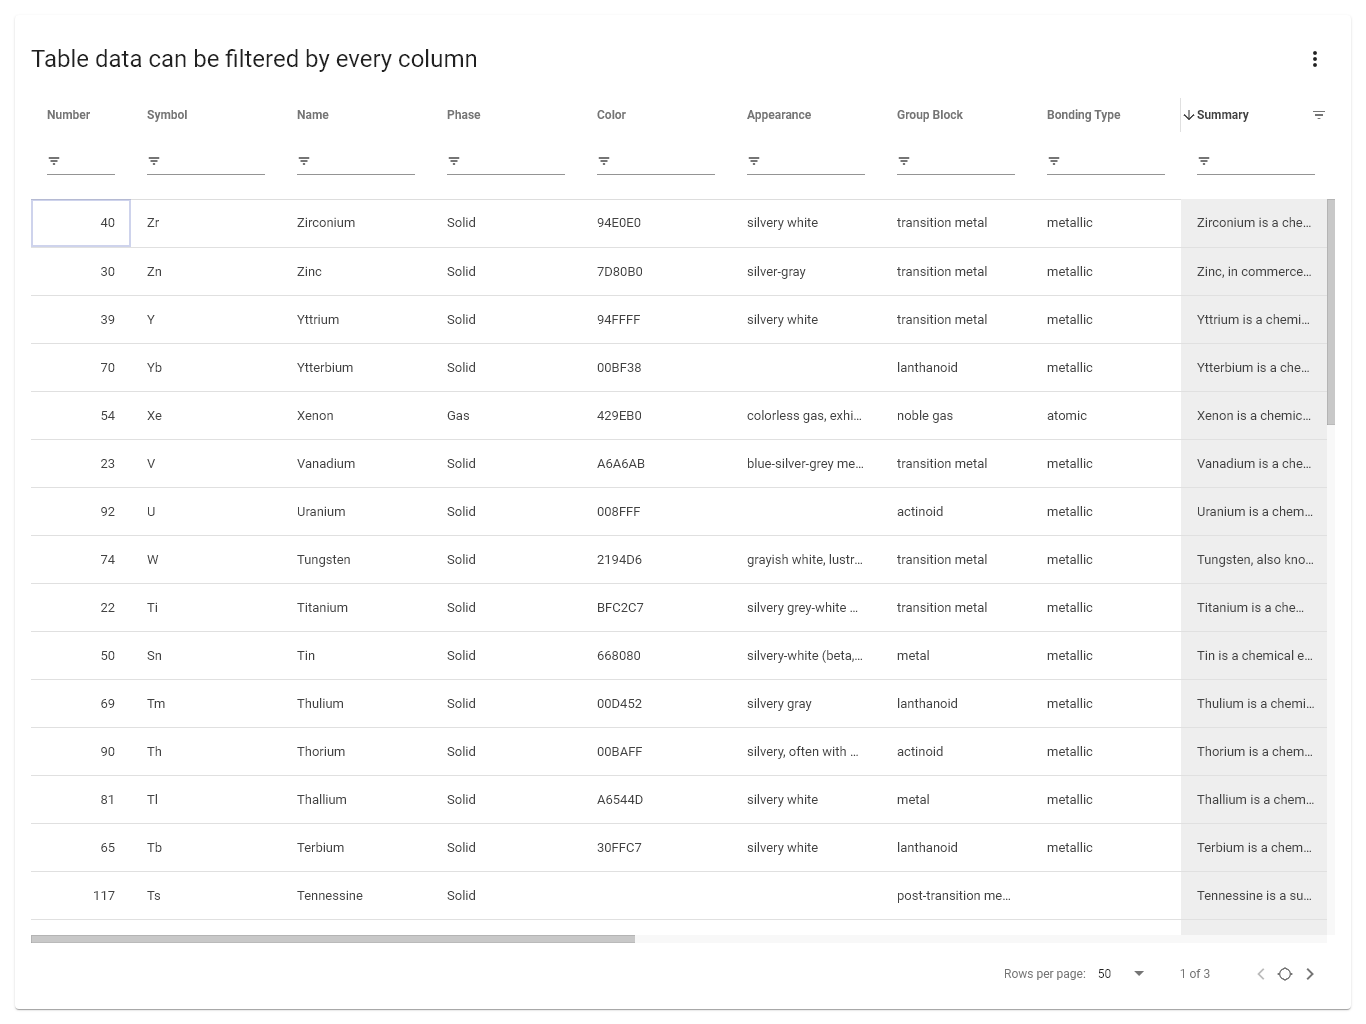 Table data can be filtered by every column
Number Symbol Name Phase Color Appearance Group Block Bonding Type Summary
40 Zr Zirconium Solid 94E0E0 silvery white transition metal metallic Zirconium is a che…
30 Zn Zinc Solid 7D80B0 silver-gray transition metal metallic Zinc, in commerce…
39 Y Yttrium Solid 94FFFF silvery white transition metal metallic Yttrium is a chemi…
70 Yb Ytterbium Solid 00BF38 lanthanoid metallic Ytterbium is a che…
54 Xe Xenon Gas 429EB0 colorless gas, exhi… noble gas atomic Xenon is a chemic…
23 V Vanadium Solid A6A6AB blue-silver-grey me… transition metal metallic Vanadium is a che…
92 U Uranium Solid 008FFF actinoid metallic Uranium is a chem…
74 W Tungsten Solid 2194D6 grayish white, lustr… transition metal metallic Tungsten, also kno…
22 Ti Titanium Solid BFC2C7 silvery grey-white … transition metal metallic Titanium is a che…
50 Sn Tin Solid 668080 silvery-white (beta,… metal metallic Tin is a chemical e…
69 Tm Thulium Solid 00D452 silvery gray lanthanoid metallic Thulium is a chemi…
90 Th Thorium Solid 00BAFF silvery, often with … actinoid metallic Thorium is a chem…
81 Tl Thallium Solid A6544D silvery white metal metallic Thallium is a chem…
65 Tb Terbium Solid 30FFC7 silvery white lanthanoid metallic Terbium is a chem…
117 Ts Tennessine Solid post-transition me… Tennessine is a su…
Rows per page: 50 1 of 3